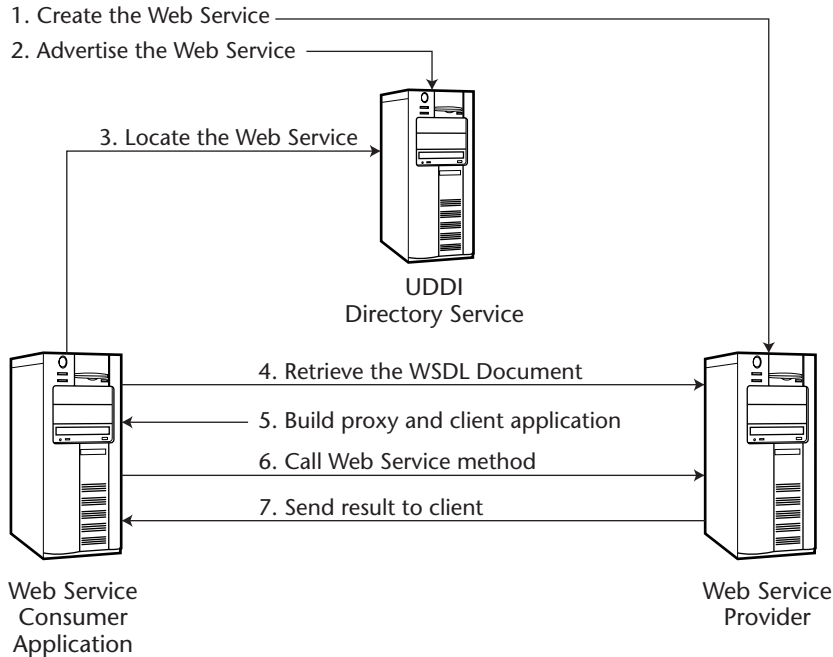 1. Create the Web Service
2. Advertise the Web Service
3. Locate the Web Service
UDDI
Directory Service
4. Retrieve the WSDL Document
5. Build proxy and client application
6. Call Web Service method
7. Send result to client
Web Service
Consumer
Application
Web Service
Provider